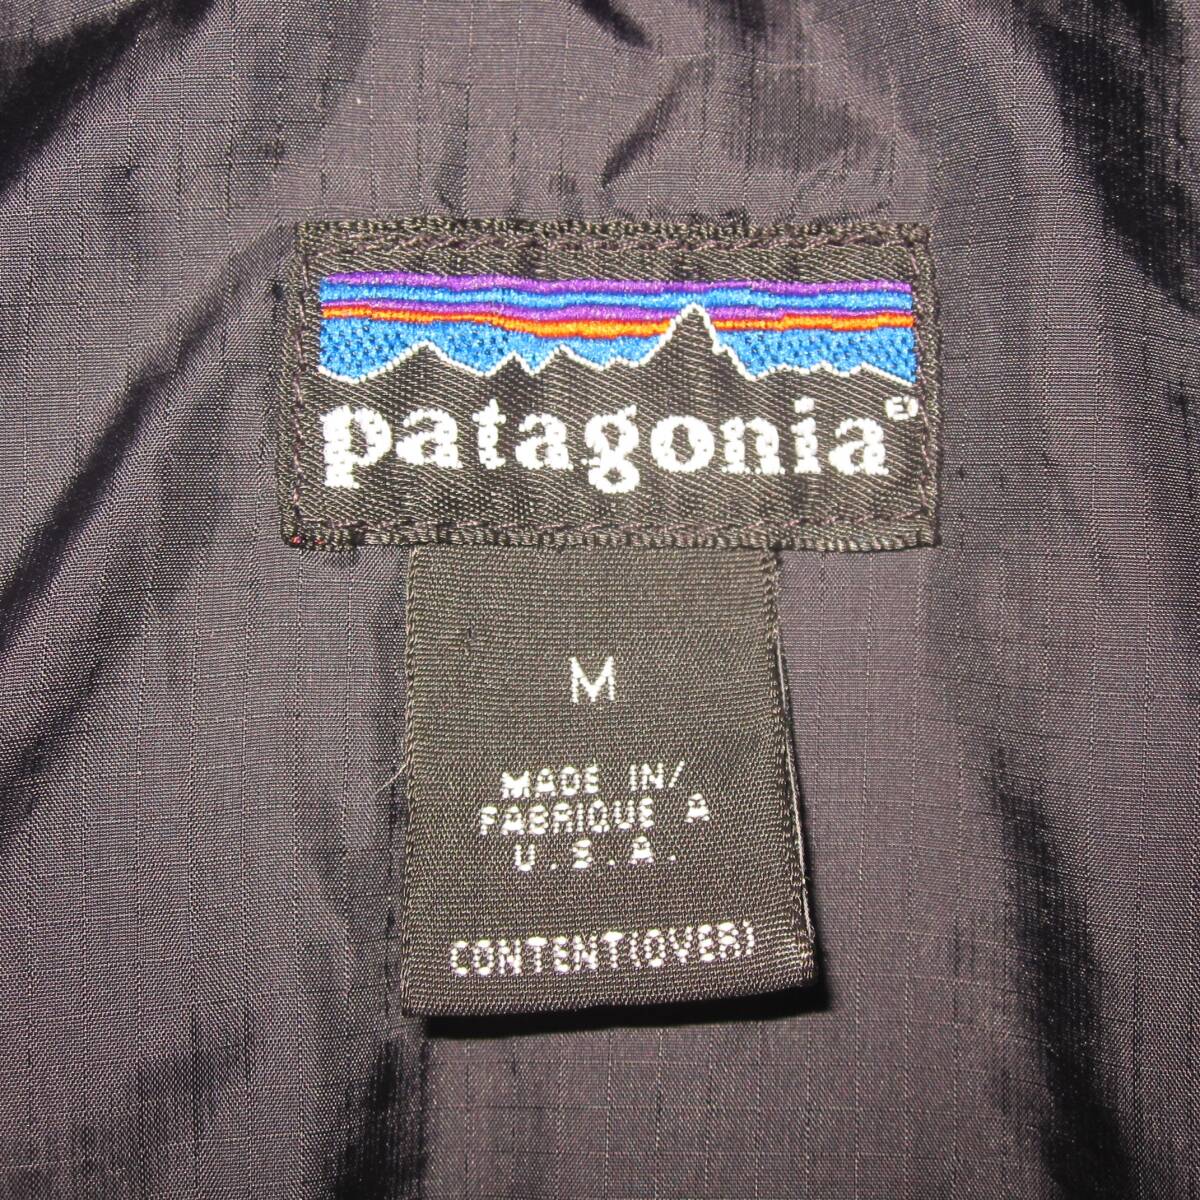 patagonia®
M
MADE IN/
FABRIQUE A
U.S.A.
CONTENT(OVER)